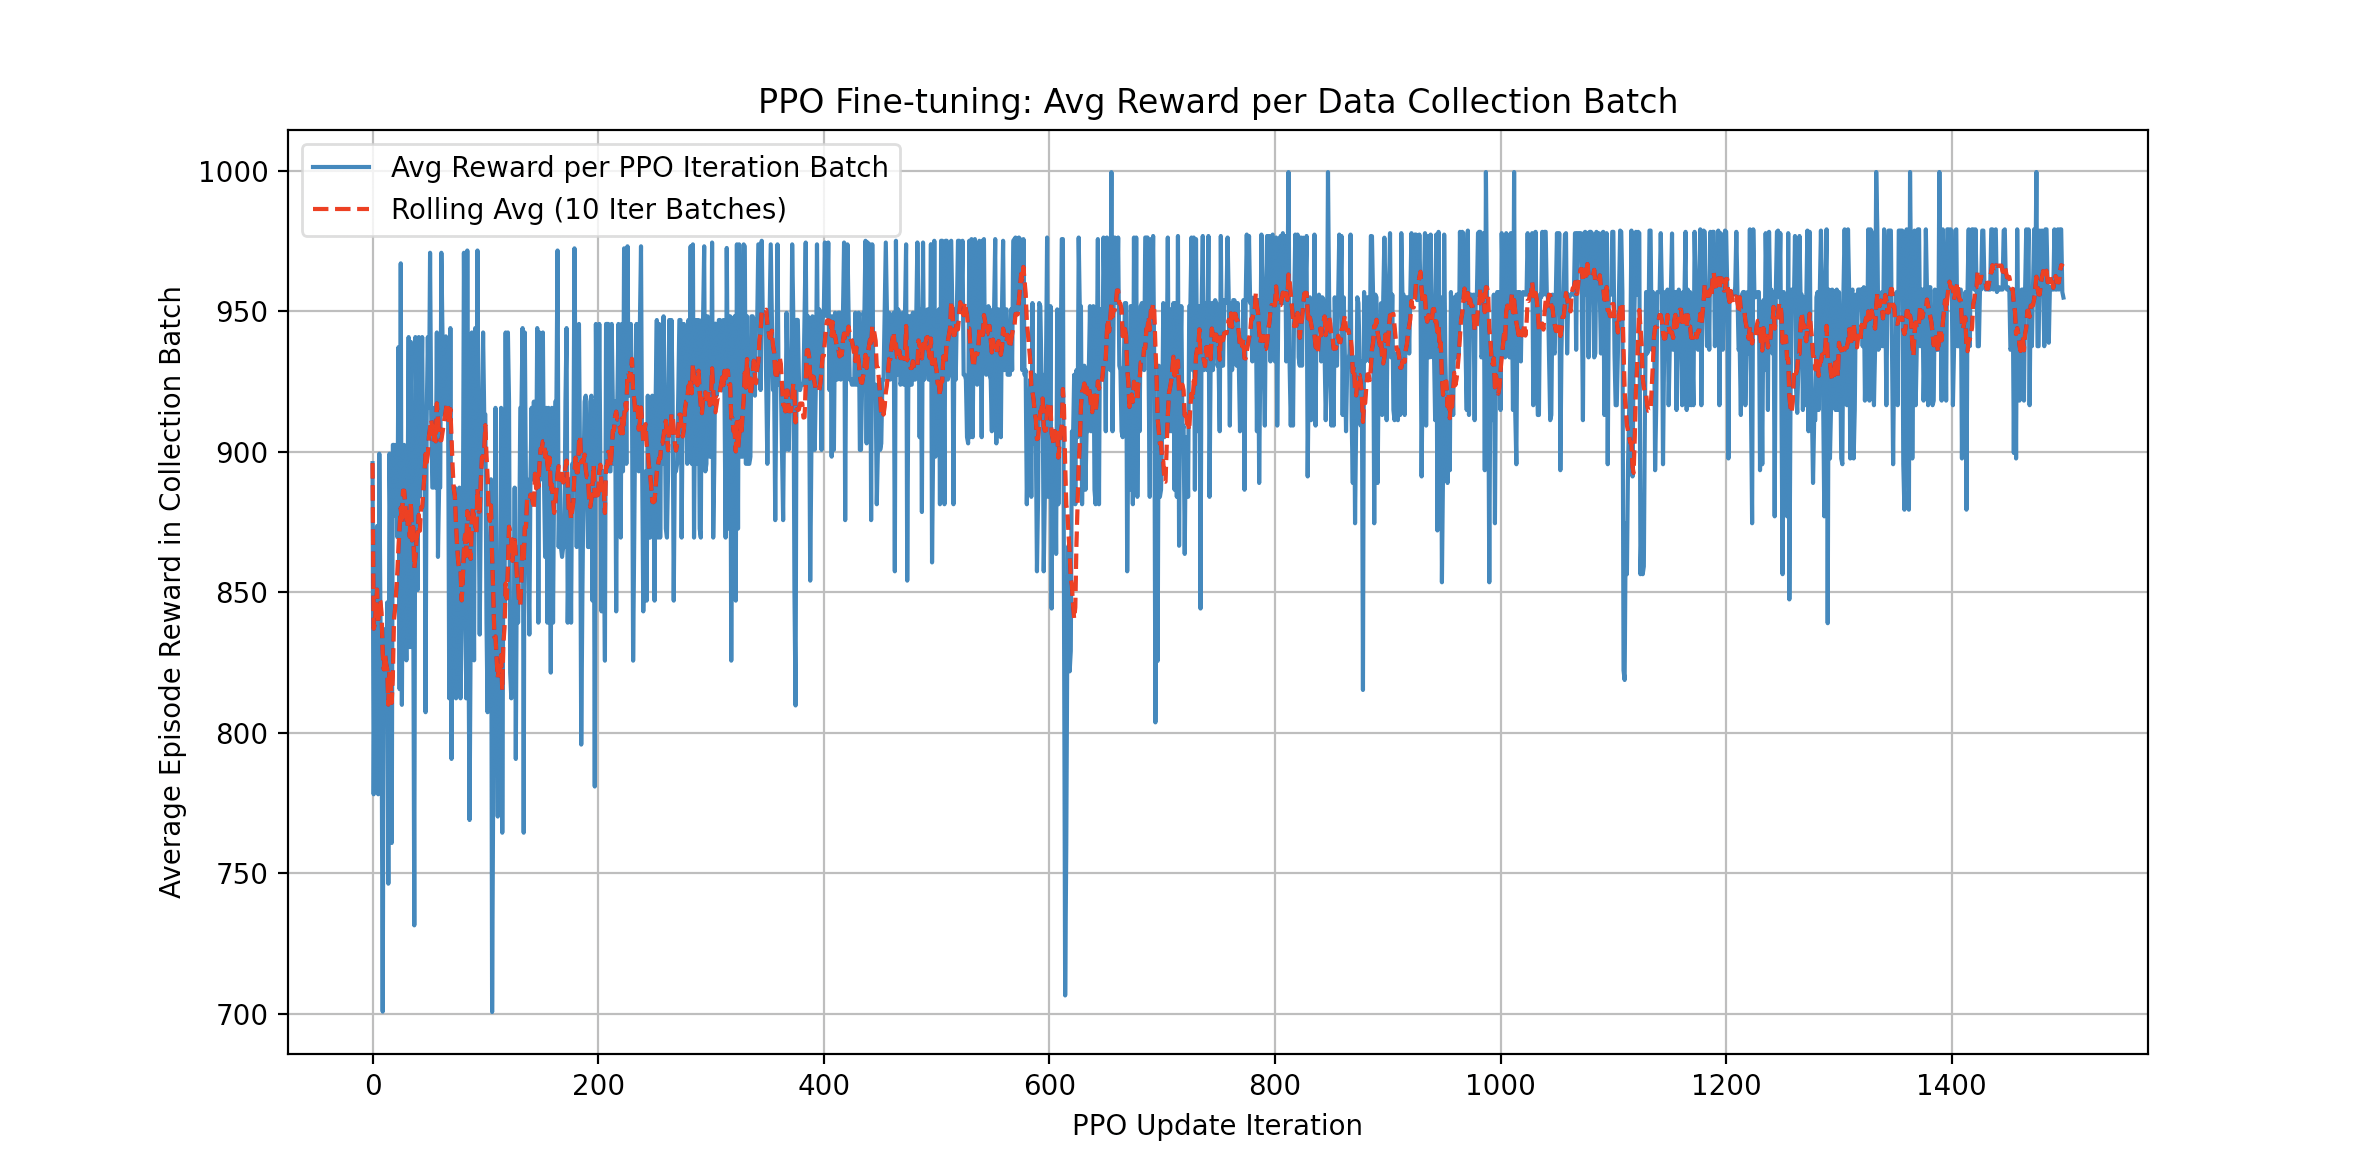 PPO Fine-tuning: Avg Reward per Data Collection Batch
Avg Reward per PPO Iteration Batch
Rolling Avg (10 Iter Batches)
Average Episode Reward in Collection Batch
1000
950
900
850
800
750
700
0 200 400 600 800 1000 1200 1400
PPO Update Iteration